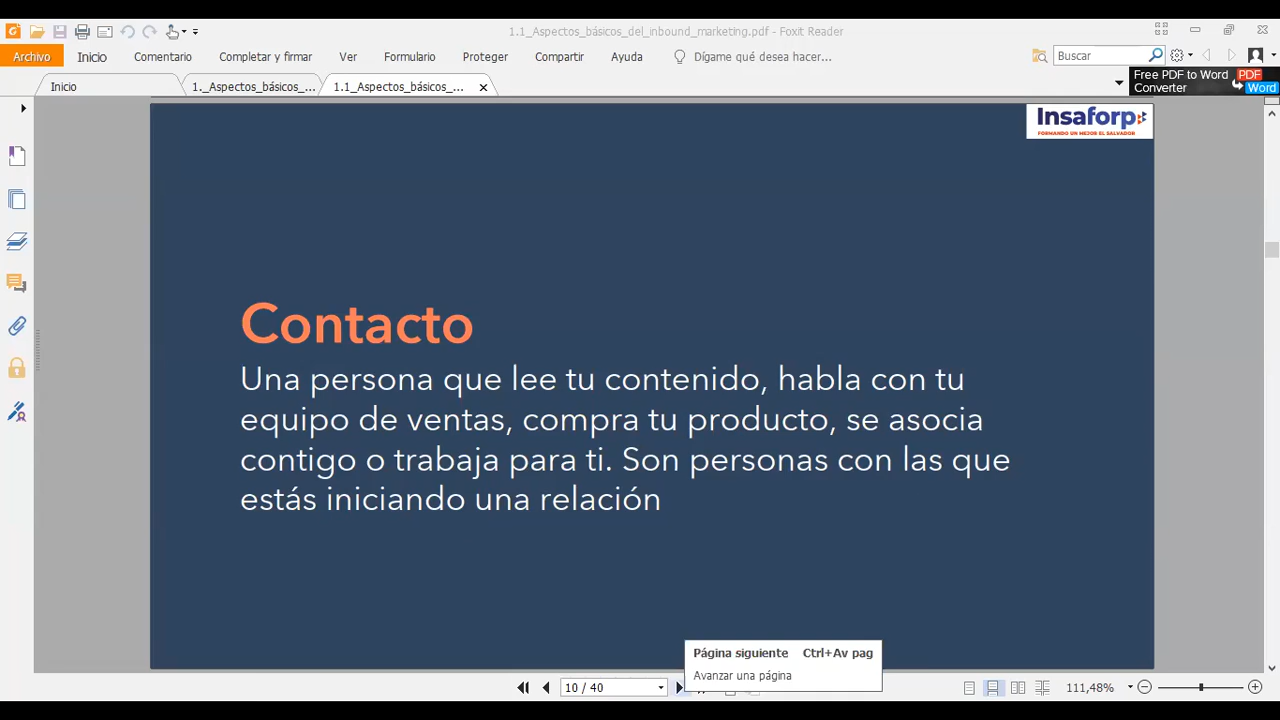 1.1_Aspectos_básicos_del_inbound_marketing.pdf - Foxit Reader
Archivo Inicio Comentario Completar y firmar Ver Formulario Proteger Compartir Ayuda Dígame qué desea hacer... Buscar
Inicio 1._Aspectos_básicos_... 1.1_Aspectos_básicos_...
Free PDF to Word PDF
Converter Word
Insaforp
FORMANDO UN MEJOR EL SALVADOR
Contacto
Una persona que lee tu contenido, habla con tu
equipo de ventas, compra tu producto, se asocia
contigo o trabaja para ti. Son personas con las que
estás iniciando una relación
Página siguiente Ctrl+Av pag
Avanzar una página
10 / 40 111,48%